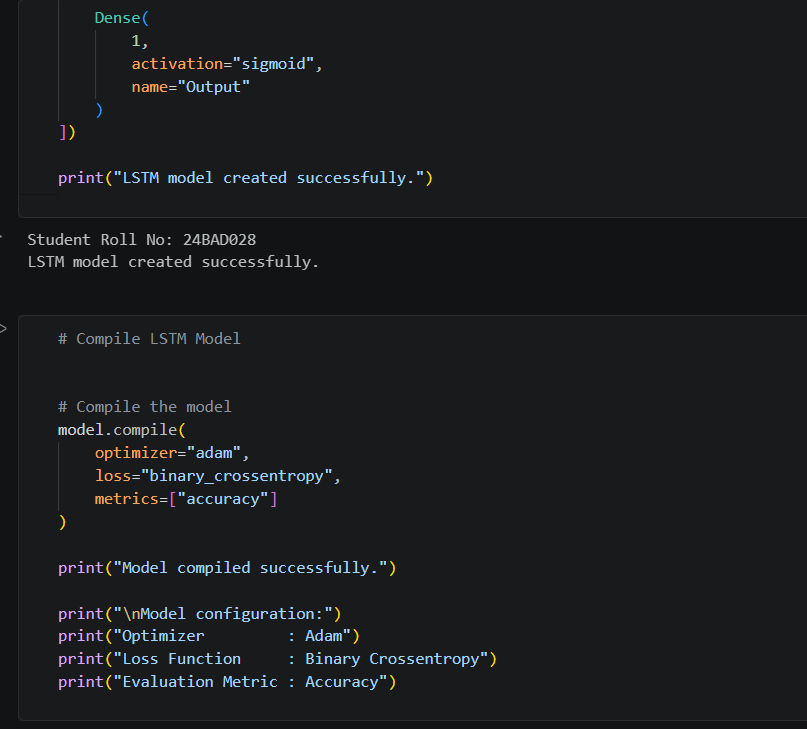 Dense(
1,
activation="sigmoid",
name="Output"
)
])
print("LSTM model created successfully.")
Student Roll No: 24BAD028
LSTM model created successfully.
# Compile LSTM Model
# Compile the model
model.compile(
optimizer="adam",
loss="binary_crossentropy",
metrics=["accuracy"]
)
print("Model compiled successfully.")
print("\nModel configuration:")
print("Optimizer         : Adam")
print("Loss Function     : Binary Crossentropy")
print("Evaluation Metric : Accuracy")